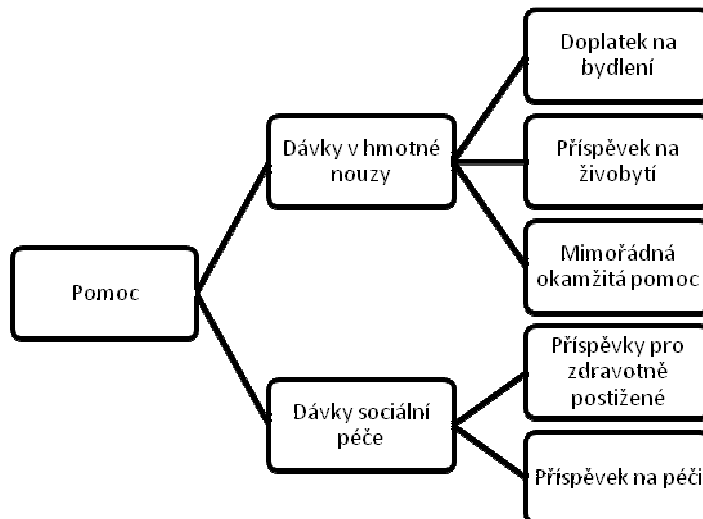 Pomoc
Dávky v hmotné
nouzy
Doplatek na
bydlení
Příspěvek na
živobytí
Mimořádná
okamžitá pomoc
Dávky sociální
péče
Příspěvky pro
zdravotně
postižené
Příspěvek na péči